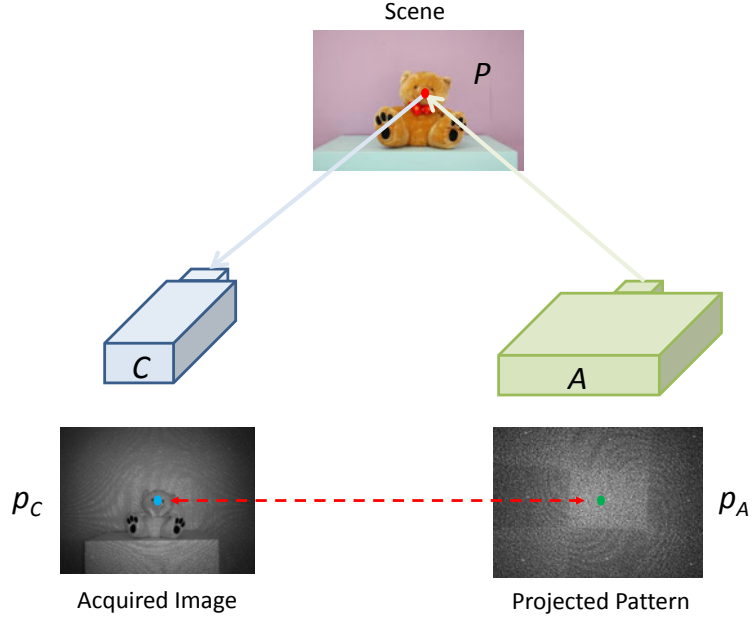 Scene
P
C
A
p_C
p_A
Acquired Image
Projected Pattern